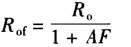 R_of = R_o / (1 + AF)